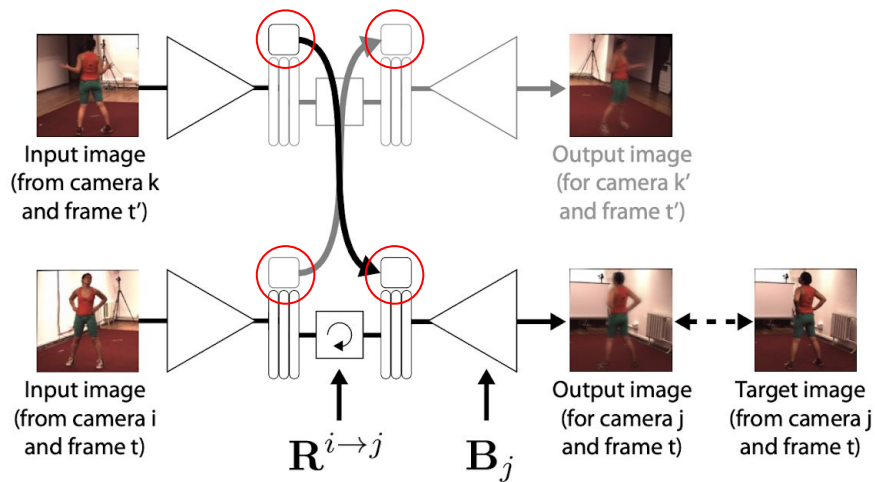 Input image
(from camera k
and frame t')
Output image
(for camera k'
and frame t')
Input image
(from camera i
and frame t)
R^{i→j}
B_j
Output image
(for camera j
and frame t)
Target image
(from camera j
and frame t)